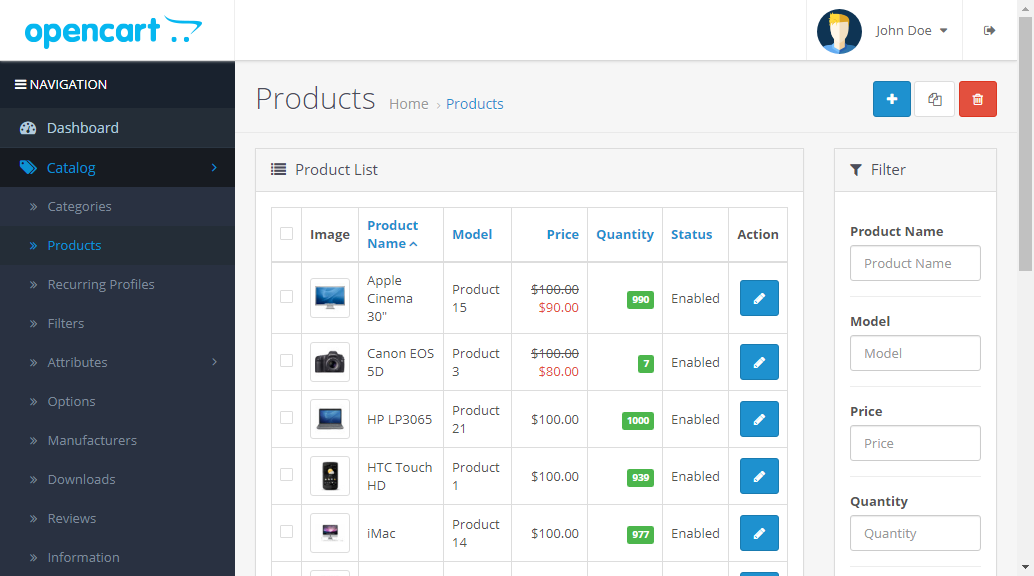 opencart
John Doe
NAVIGATION
Dashboard
Catalog
Categories
Products
Recurring Profiles
Filters
Attributes
Options
Manufacturers
Downloads
Reviews
Information
Products Home › Products
Product List
Image Product Name Model Price Quantity Status Action
Apple Cinema 30" Product 15 $100.00 $90.00 990 Enabled
Canon EOS 5D Product 3 $100.00 $80.00 7 Enabled
HP LP3065 Product 21 $100.00 1000 Enabled
HTC Touch HD Product 1 $100.00 939 Enabled
iMac Product 14 $100.00 977 Enabled
Filter
Product Name
Product Name
Model
Model
Price
Price
Quantity
Quantity